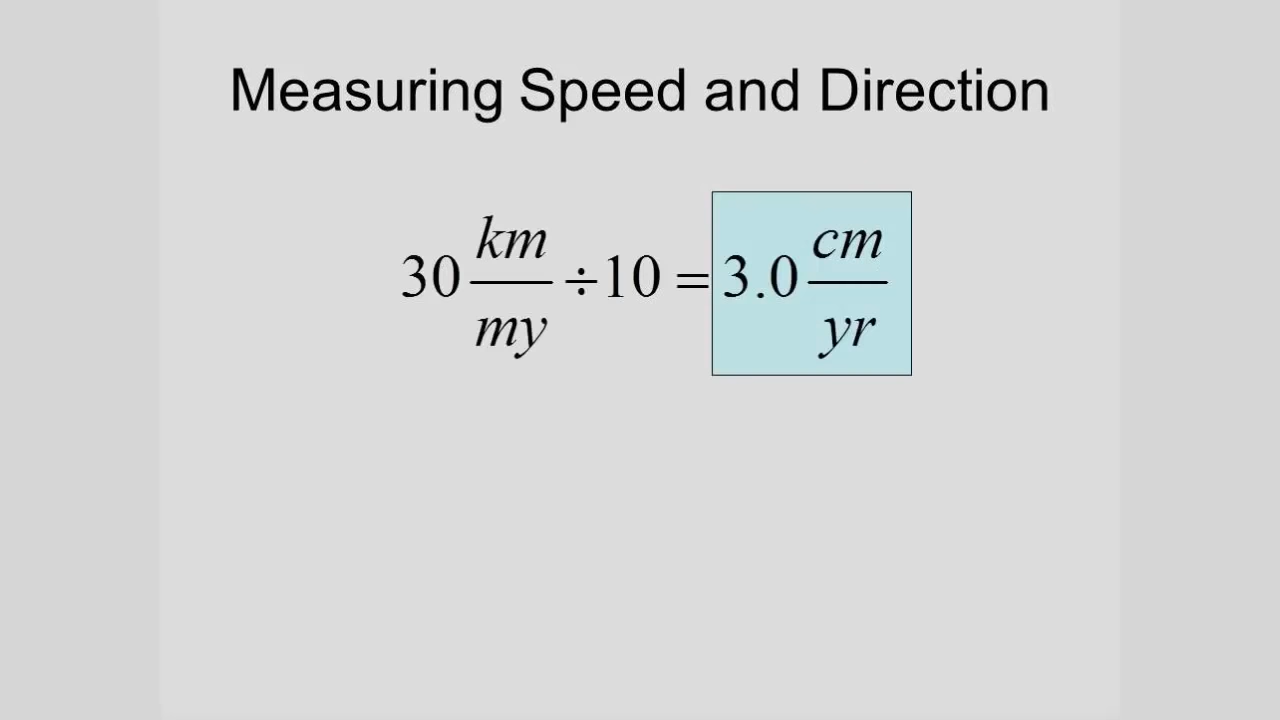 Measuring Speed and Direction
30 km/my ÷10 = 3.0 cm/yr